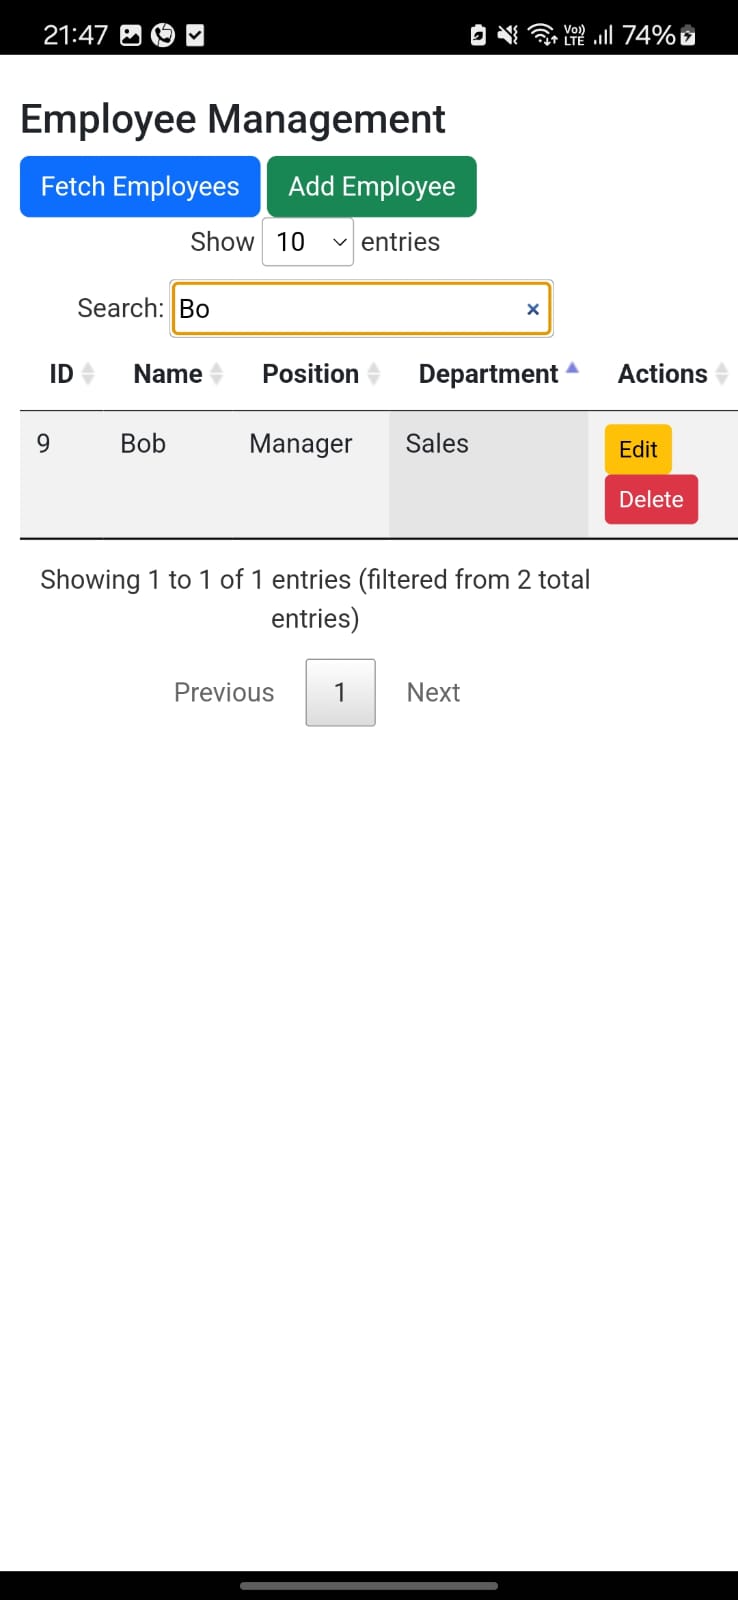 21:47 Vo)) LTE 74%
Employee Management
Fetch Employees Add Employee
Show 10 entries
Search: Bo ×
ID Name Position Department Actions
9 Bob Manager Sales Edit
Delete
Showing 1 to 1 of 1 entries (filtered from 2 total
entries)
Previous 1 Next